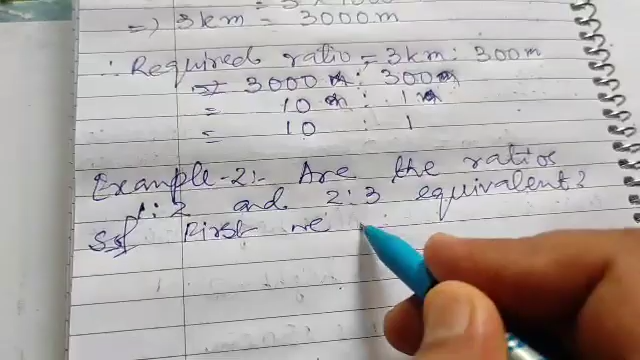 =) 3km = 3000m
∴ Required ratio = 3km : 300m
=) 3000 m : 300 m
= 10 m : 1 m
= 10 : 1
Example-2:- Are the ratios
1:2 and 2:3 equivalent?
Sol First we